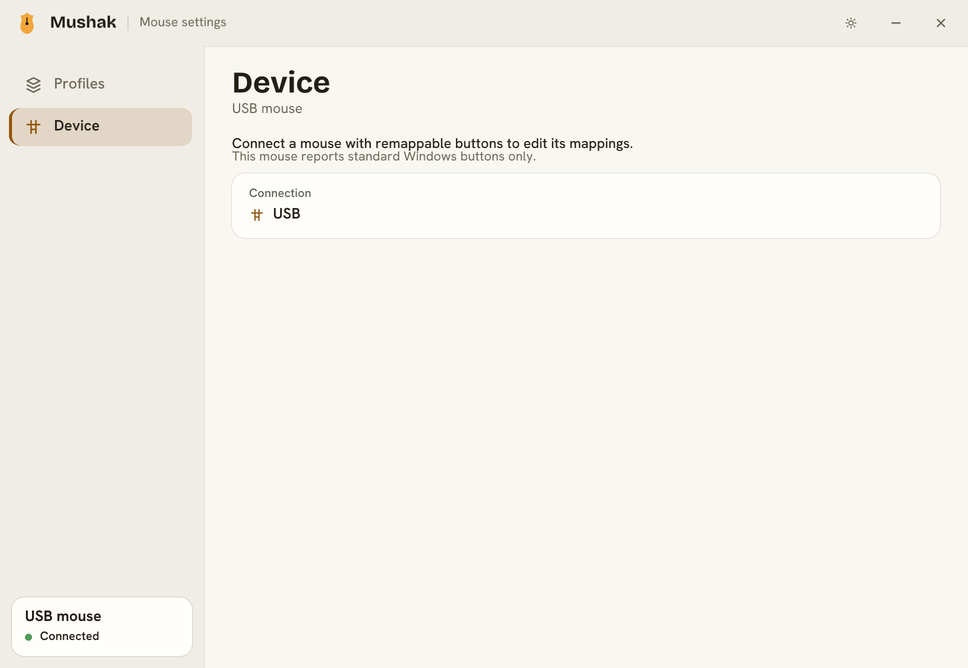 Mushak
Mouse settings
Profiles
Device
Device
USB mouse
Connect a mouse with remappable buttons to edit its mappings.
This mouse reports standard Windows buttons only.
Connection
USB
USB mouse
Connected